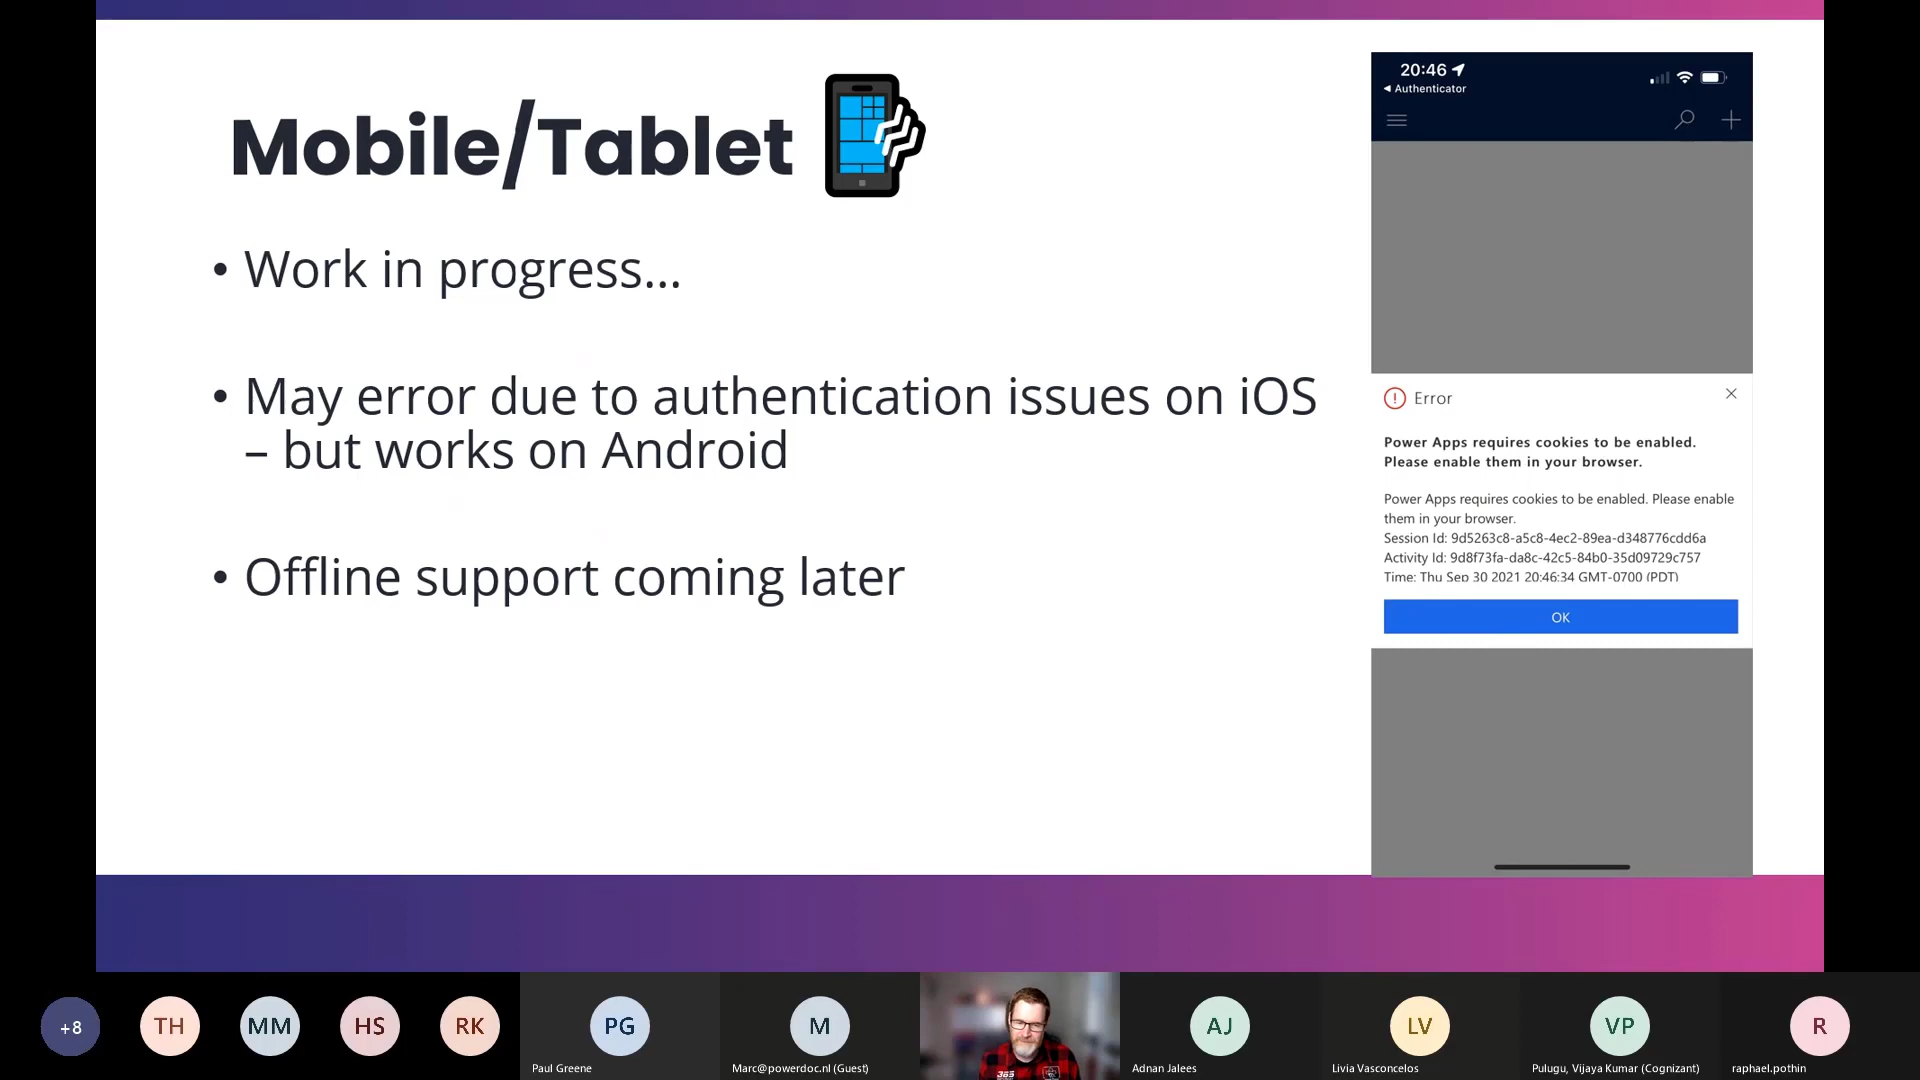 Mobile/Tablet
• Work in progress...
• May error due to authentication issues on iOS
– but works on Android
• Offline support coming later
20:46
Authenticator
Error
Power Apps requires cookies to be enabled.
Please enable them in your browser.
Power Apps requires cookies to be enabled. Please enable
them in your browser.
Session Id: 9d5263c8-a5c8-4ec2-89ea-d348776cdd6a
Activity Id: 9d8f73fa-da8c-42c5-84b0-35d09729c757
Time: Thu Sep 30 2021 20:46:34 GMT-0700 (PDT)
OK
+8
TH
MM
HS
RK
PG
Paul Greene
M
Marc@powerdoc.nl (Guest)
365
AJ
Adnan Jalees
LV
Livia Vasconcelos
VP
Pulugu, Vijaya Kumar (Cognizant)
R
raphael.pothin